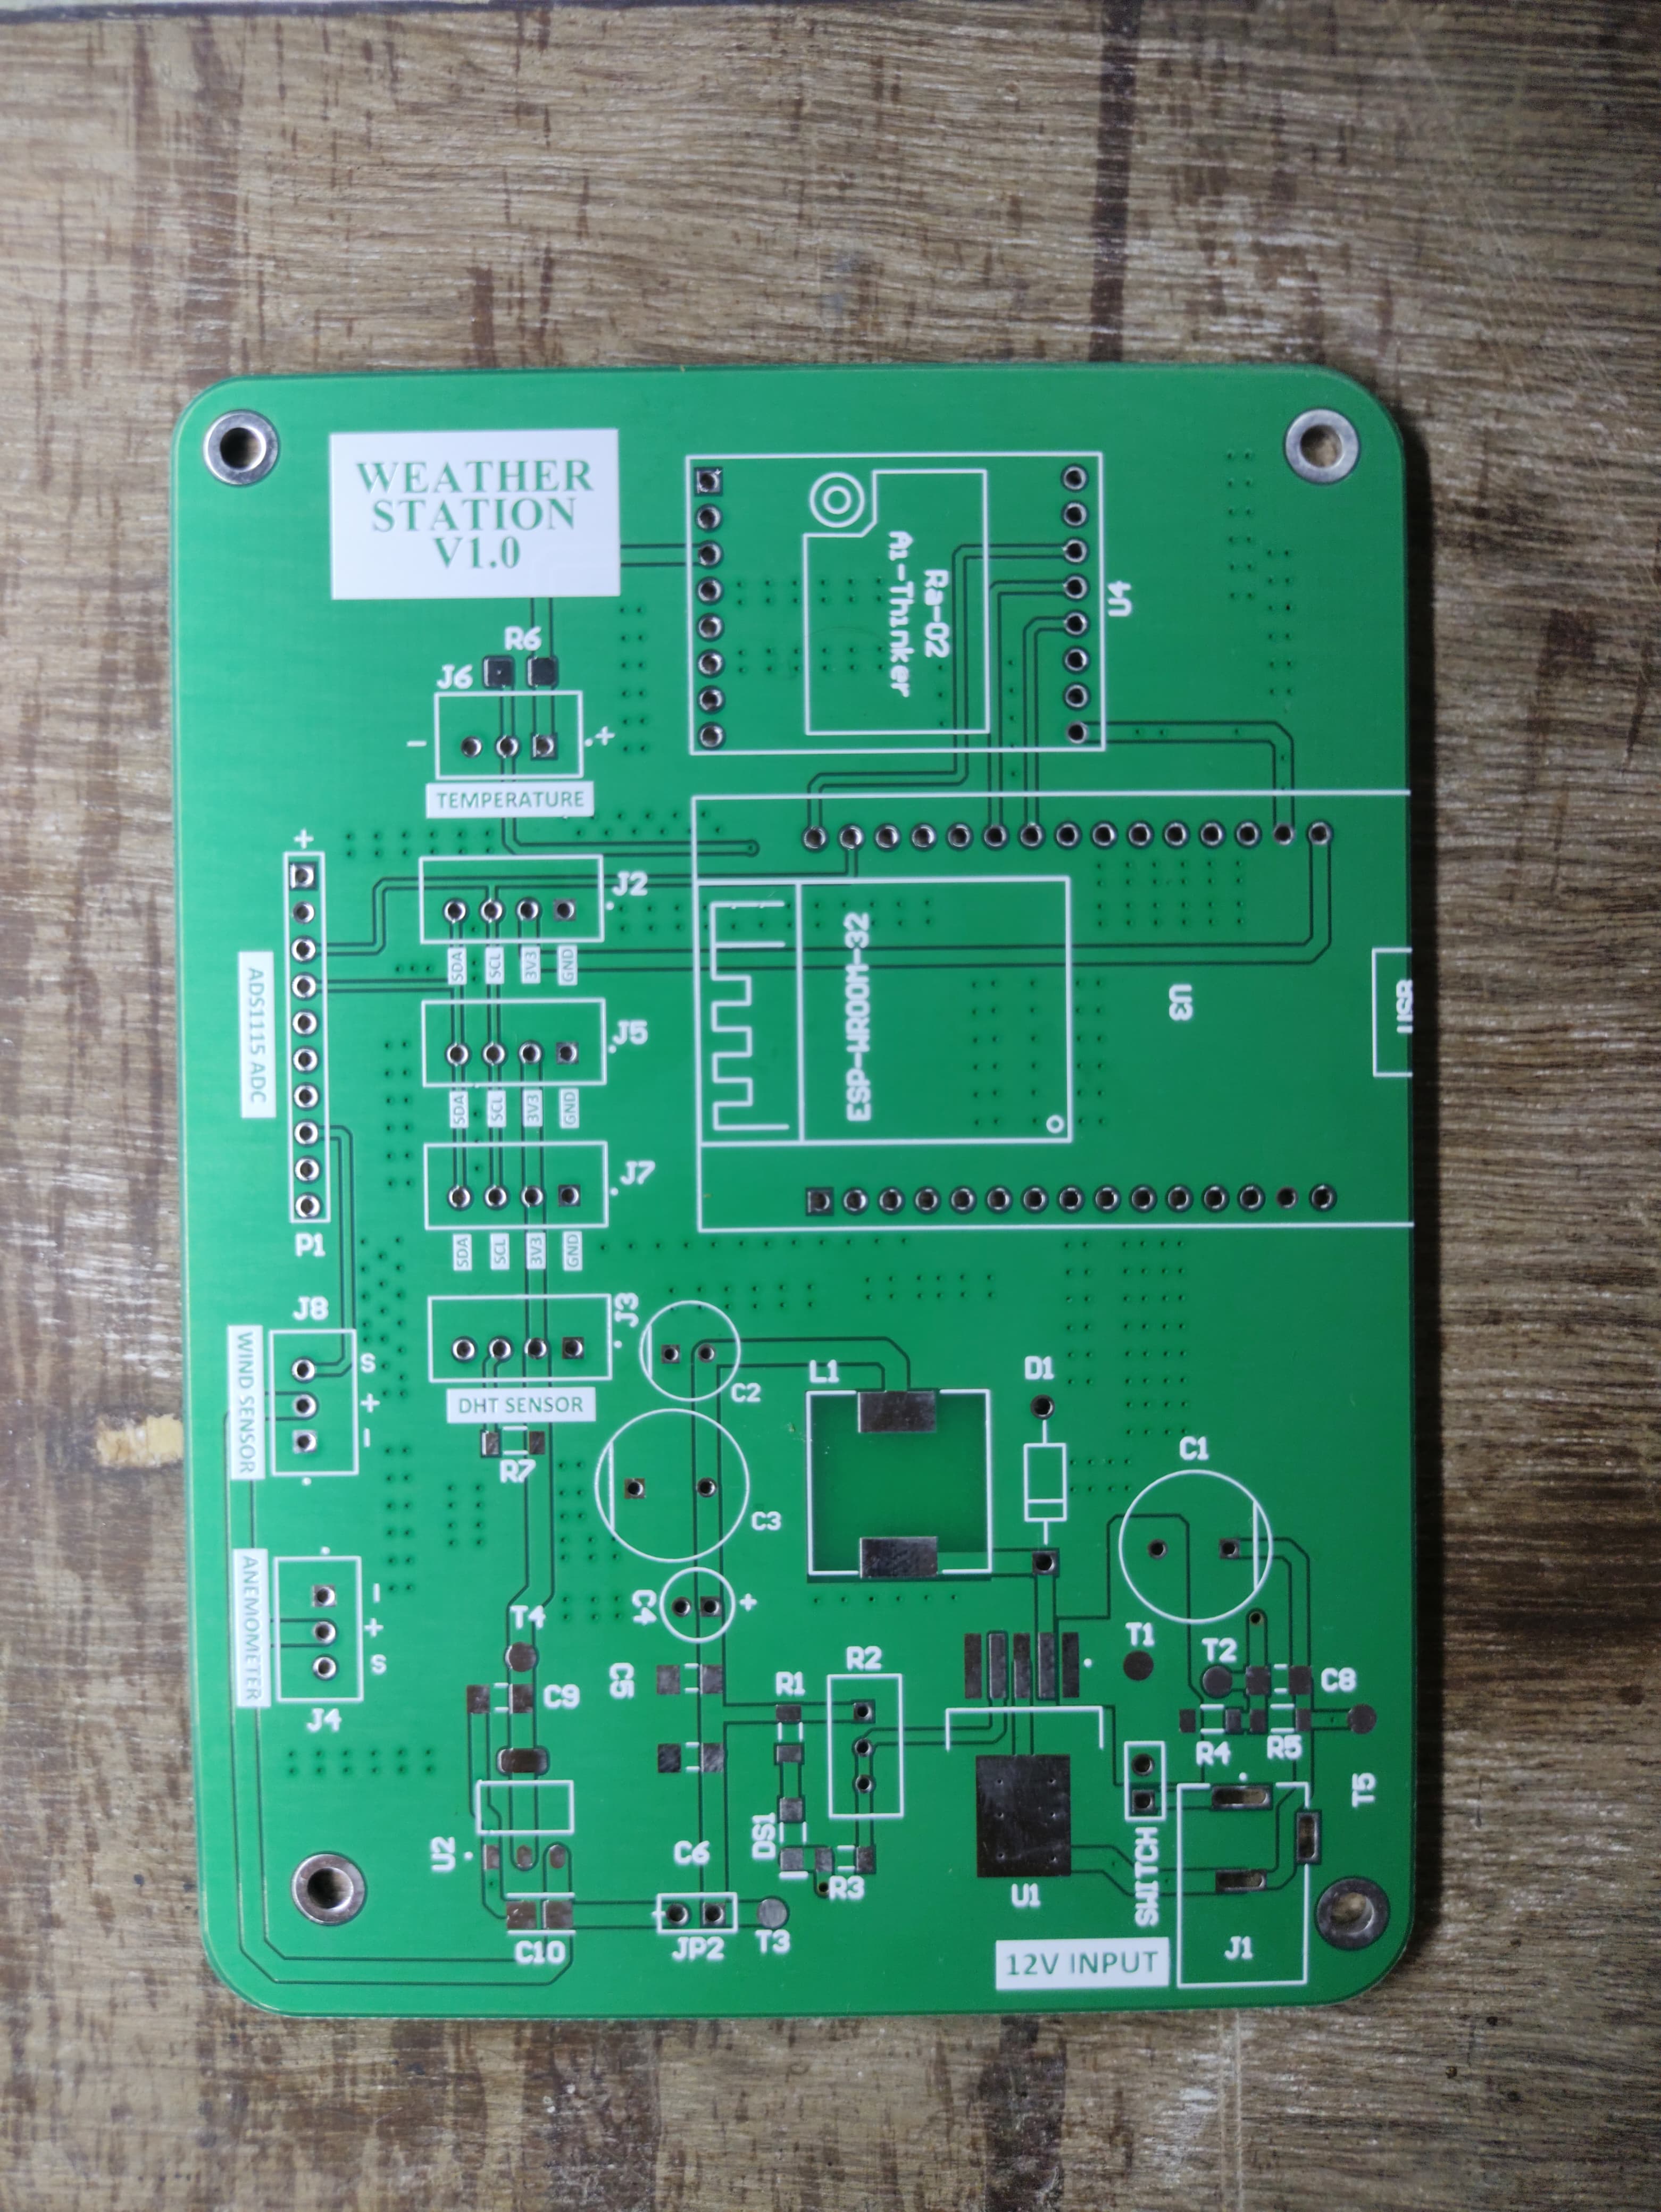 WEATHER
STATION
V1.0
R6
J6
- +
TEMPERATURE
Ra-02
Ai-Thinker
U4
+
J2
SDA SCL 3V3 GND
ADS1115 ADC
J5
SDA SCL 3V3 GND
J7
SDA SCL 3V3 GND
P1
ESP-WROOM-32
U3
USB
J8
WIND SENSOR
S
+
-
J3
DHT SENSOR
R7
C2
C3
L1
D1
C1
ANEMOMETER
-
+
S
J4
T4
C9
C4 +
C5
R1
R2
T1
T2
C8
R4
R5
T5
U2
C10
C6
JP2
T3
DS1
R3
U1
SWITCH
12V INPUT
J1